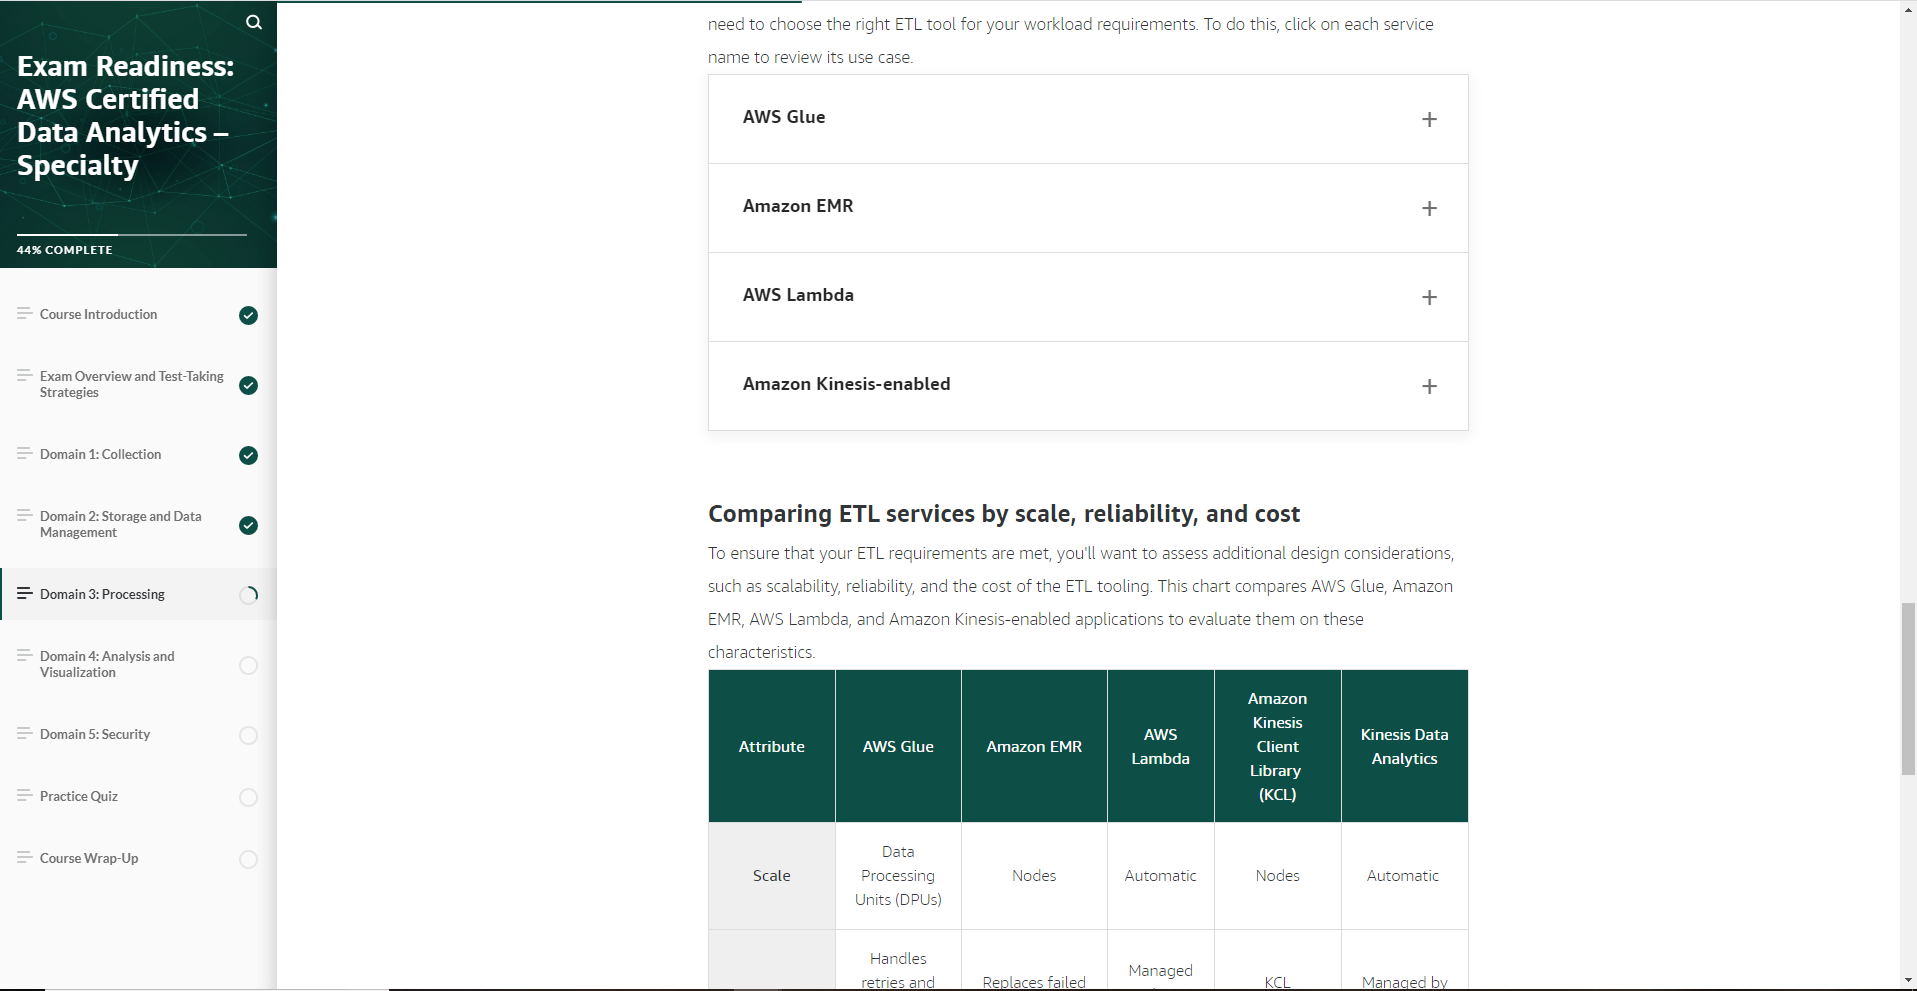 Exam Readiness:
AWS Certified
Data Analytics –
Specialty
44% COMPLETE
Course Introduction
Exam Overview and Test-Taking
Strategies
Domain 1: Collection
Domain 2: Storage and Data
Management
Domain 3: Processing
Domain 4: Analysis and
Visualization
Domain 5: Security
Practice Quiz
Course Wrap-Up
need to choose the right ETL tool for your workload requirements. To do this, click on each service
name to review its use case.
AWS Glue
Amazon EMR
AWS Lambda
Amazon Kinesis-enabled
Comparing ETL services by scale, reliability, and cost
To ensure that your ETL requirements are met, you'll want to assess additional design considerations,
such as scalability, reliability, and the cost of the ETL tooling. This chart compares AWS Glue, Amazon
EMR, AWS Lambda, and Amazon Kinesis-enabled applications to evaluate them on these
characteristics.
Attribute
AWS Glue
Amazon EMR
AWS
Lambda
Amazon
Kinesis
Client
Library
(KCL)
Kinesis Data
Analytics
Scale
Data
Processing
Units (DPUs)
Nodes
Automatic
Nodes
Automatic
Handles
retries and
Replaces failed
Managed
KCL
Managed by